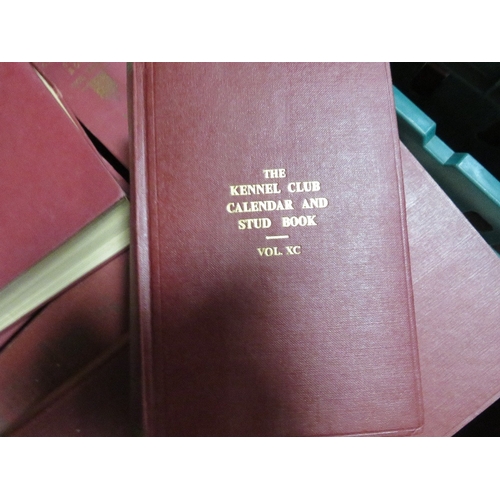 THE
KENNEL CLUB
CALENDAR AND
STUD BOOK
VOL. XC